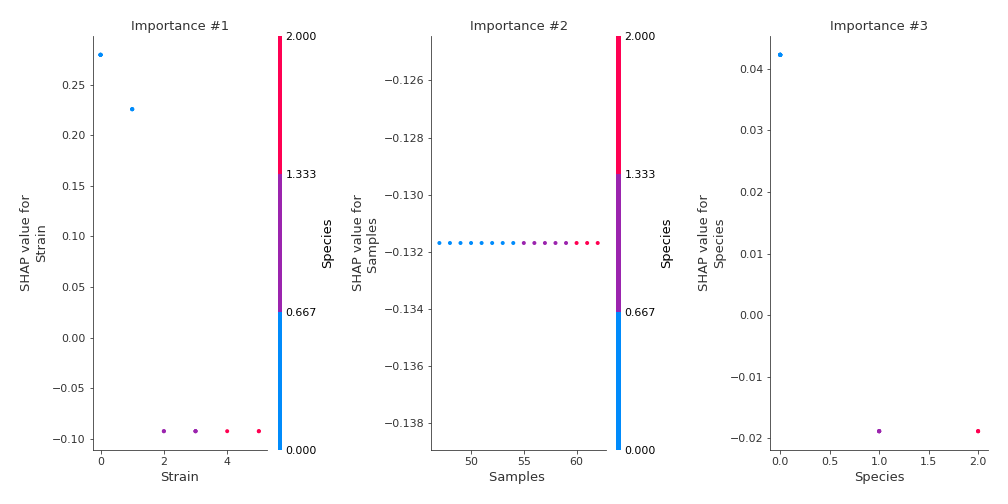 Importance #1
SHAP value for
Strain
0.25
0.20
0.15
0.10
0.05
0.00
−0.05
−0.10
0
2
4
Strain
2.000
1.333
0.667
0.000
Species
Importance #2
SHAP value for
Samples
−0.126
−0.128
−0.130
−0.132
−0.134
−0.136
−0.138
50
55
60
Samples
2.000
1.333
0.667
0.000
Species
Importance #3
SHAP value for
Species
0.04
0.03
0.02
0.01
0.00
−0.01
−0.02
0.0
0.5
1.0
1.5
2.0
Species